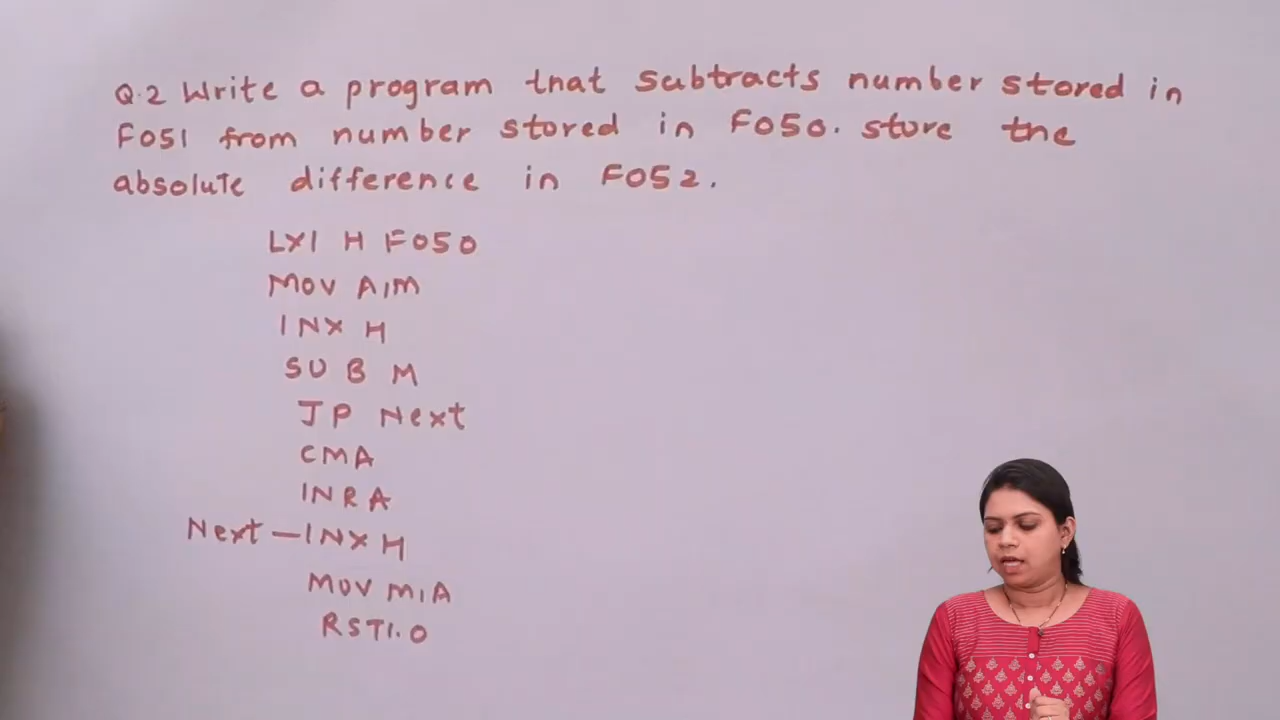 Q.2 Write a program that subtracts number stored in
F051 from number stored in F050. store the
absolute difference in F052.
LXI H F050
MOV A,M
INX H
SUB M
JP Next
CMA
INR A
Next — INX H
MOV M,A
RST1.0